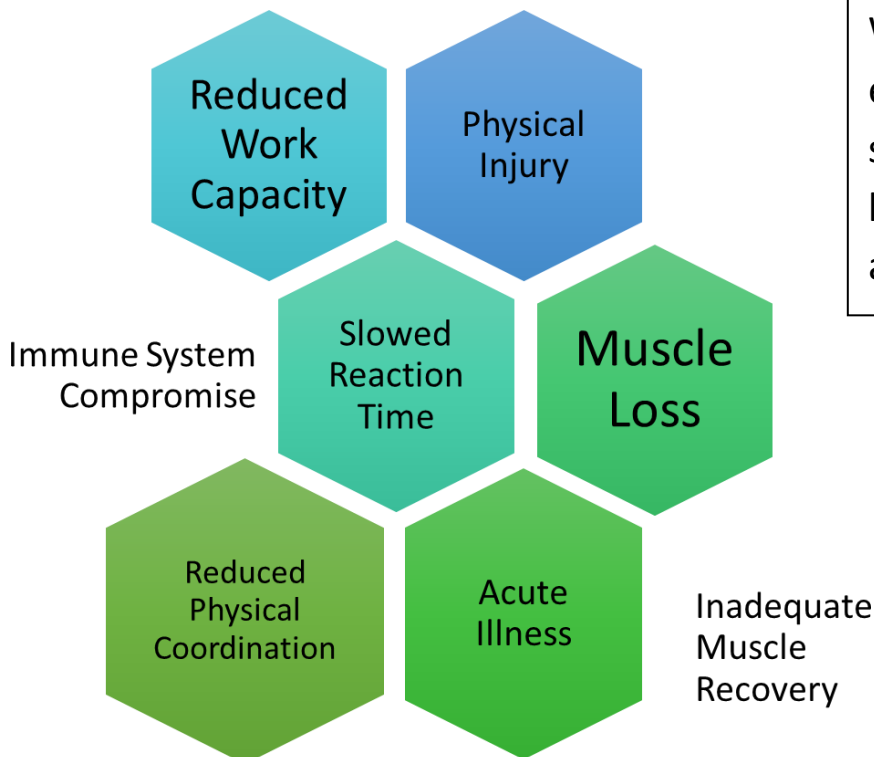 Reduced
Work
Capacity
Physical
Injury
Immune System
Compromise
Slowed
Reaction
Time
Muscle
Loss
Reduced
Physical
Coordination
Acute
Illness
Inadequate
Muscle
Recovery